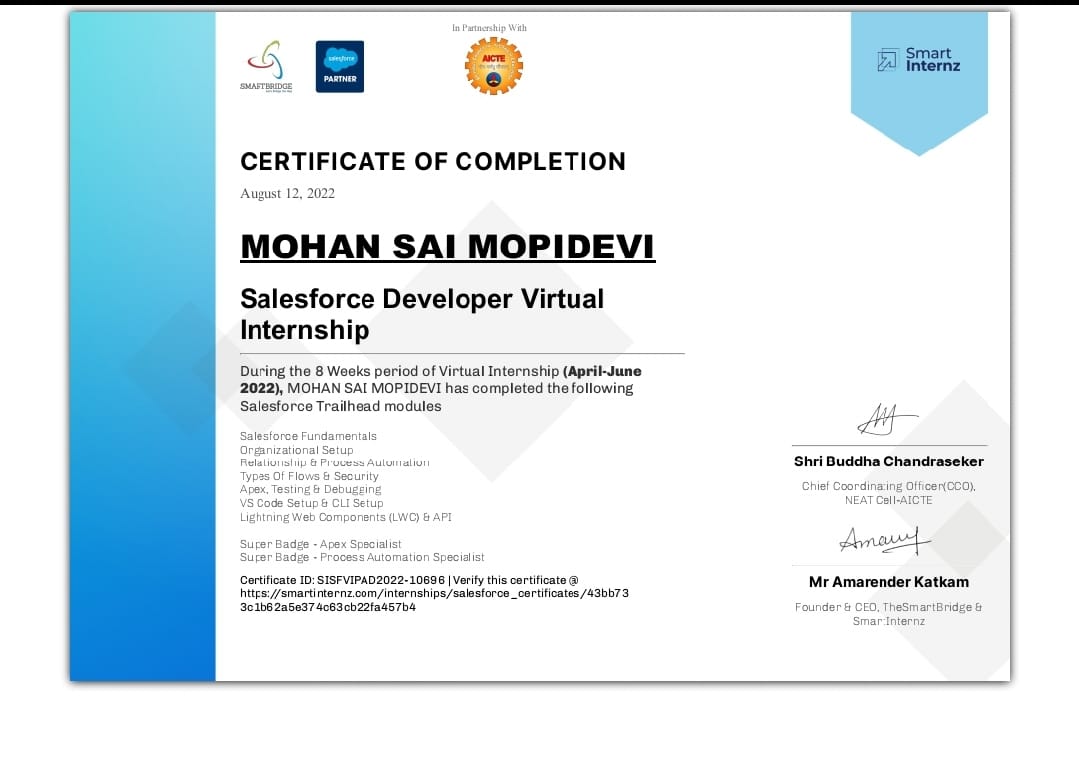 In Partnership With
SMARTBRIDGE
salesforce
PARTNER
AICTE
Smart
Internz
CERTIFICATE OF COMPLETION
August 12, 2022
MOHAN SAI MOPIDEVI
Salesforce Developer Virtual
Internship
During the 8 Weeks period of Virtual Internship (April-June
2022), MOHAN SAI MOPIDEVI has completed the following
Salesforce Trailhead modules
Salesforce Fundamentals
Organizational Setup
Relationship & Process Automation
Types Of Flows & Security
Apex, Testing & Debugging
VS Code Setup & CLI Setup
Lightning Web Components (LWC) & API
Super Badge - Apex Specialist
Super Badge - Process Automation Specialist
Certificate ID: SISFVIPAD2022-10696 | Verify this certificate @
https://smartinternz.com/internships/salesforce_certificates/43bb73
3c1b62a5e374c63cb22fa457b4
Shri Buddha Chandraseker
Chief Coordinating Officer(CCO),
NEAT Cell-AICTE
Amaruy
Mr Amarender Katkam
Founder & CEO, TheSmartBridge &
SmartInternz